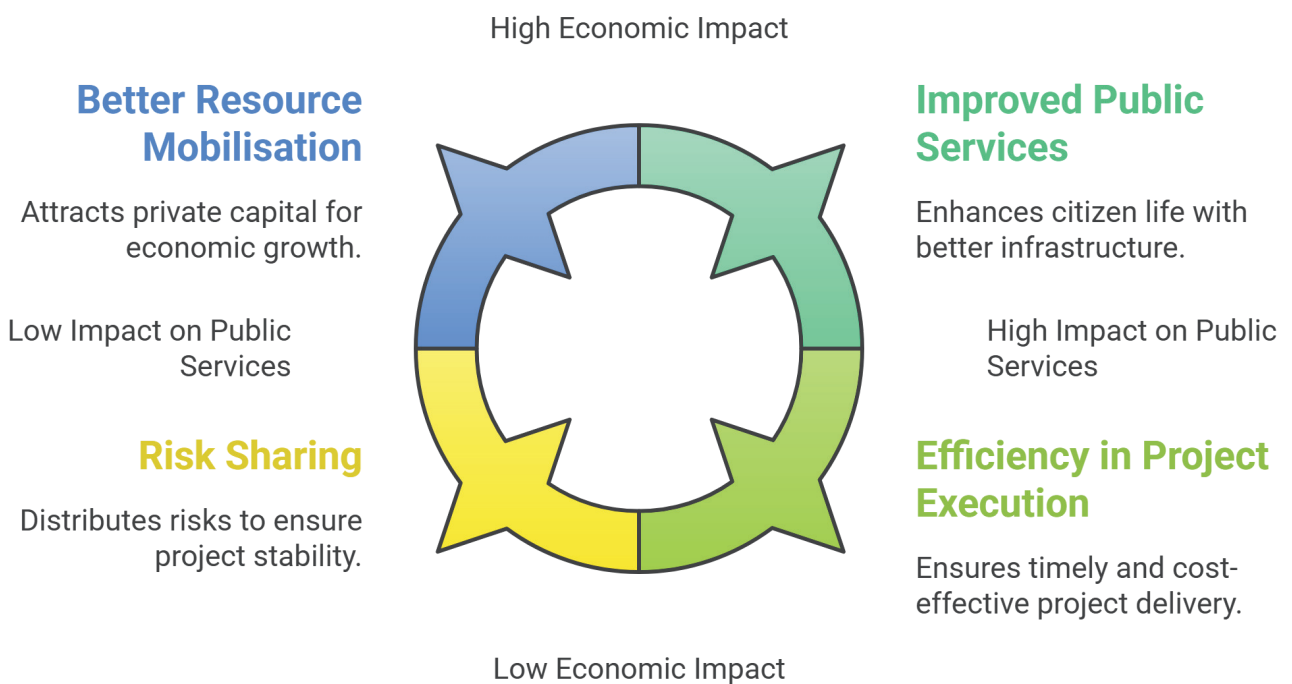 High Economic Impact
Better Resource
Mobilisation
Attracts private capital for
economic growth.
Improved Public
Services
Enhances citizen life with
better infrastructure.
Low Impact on Public
Services
High Impact on Public
Services
Risk Sharing
Distributes risks to ensure
project stability.
Efficiency in Project
Execution
Ensures timely and cost-
effective project delivery.
Low Economic Impact